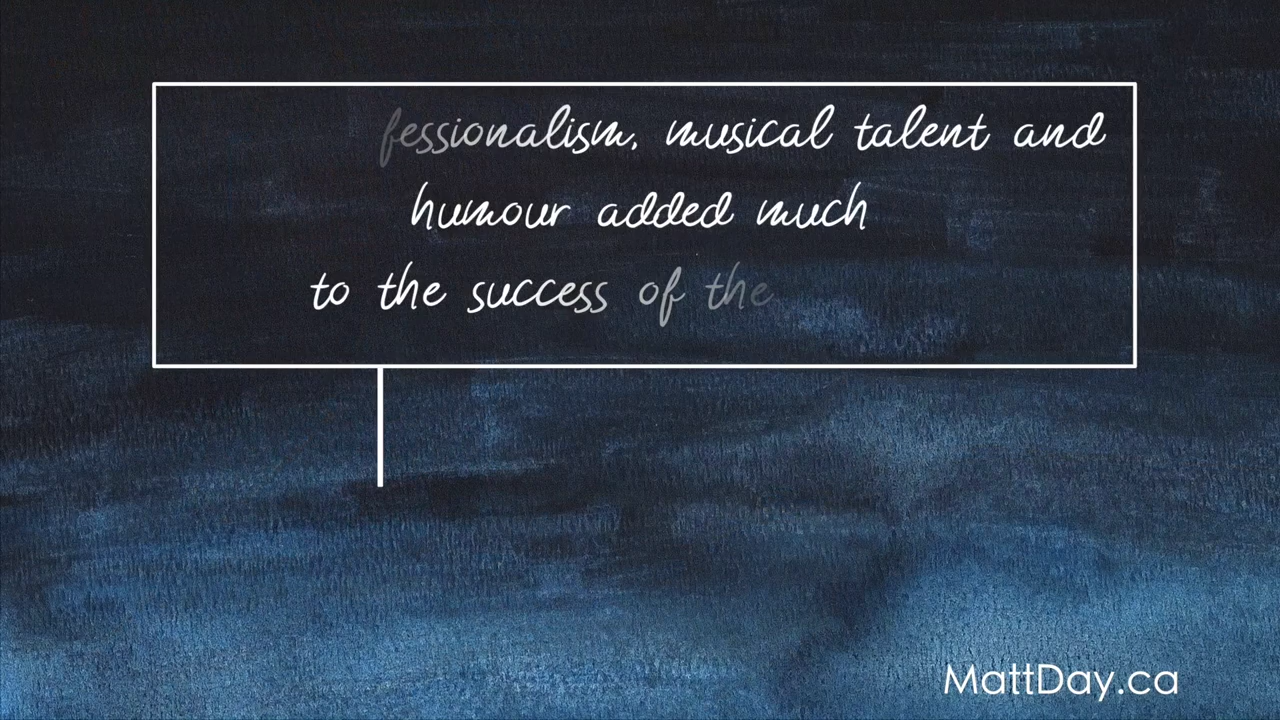 fessionalism, musical talent and
humour added much
to the success of the
MattDay.ca